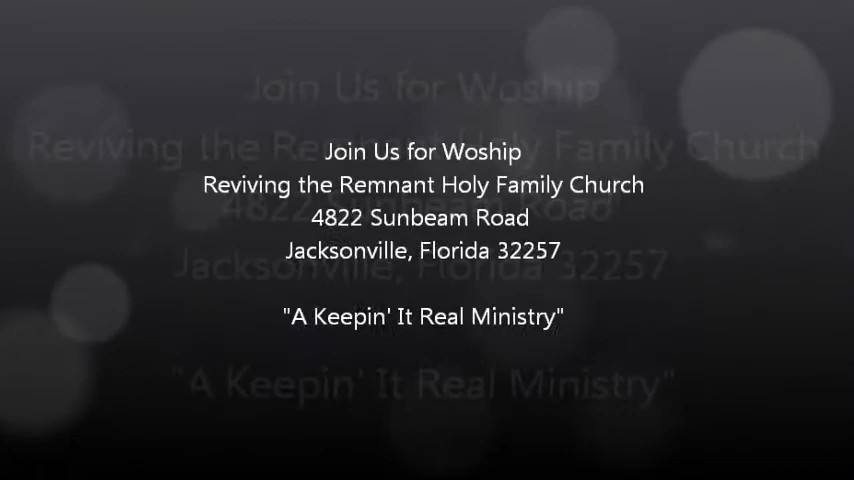 Join Us for Woship
Reviving the Remnant Holy Family Church
4822 Sunbeam Road
Jacksonville, Florida 32257
"A Keepin' It Real Ministry"